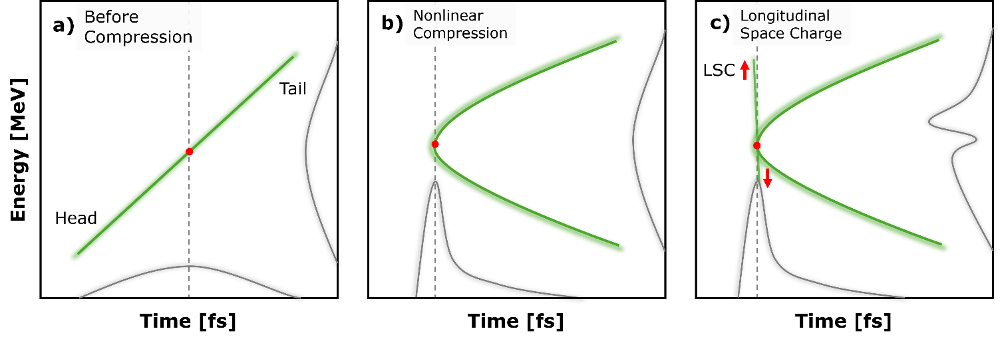 a) Before
Compression
Tail
Head
Energy [MeV]
Time [fs]
b) Nonlinear
Compression
Time [fs]
c) Longitudinal
Space Charge
LSC
Time [fs]